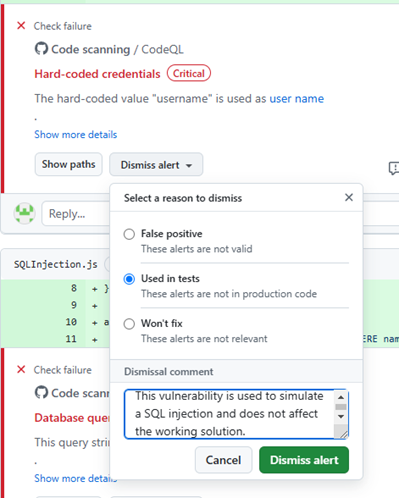 Check failure
Code scanning / CodeQL
Hard-coded credentials Critical
The hard-coded value "username" is used as user name
.
Show more details
Show paths Dismiss alert
Select a reason to dismiss
Reply...
False positive
These alerts are not valid
SQLInjection.js
Used in tests
These alerts are not in production code
8 + }
9 +
Won't fix
10 + a
These alerts are not relevant
11 + ERE nam
Check failure
Dismissal comment
Code scann
This vulnerability is used to simulate
a SQL injection and does not affect
the working solution.
Database quer
This query strin
.
Cancel Dismiss alert
Show more details